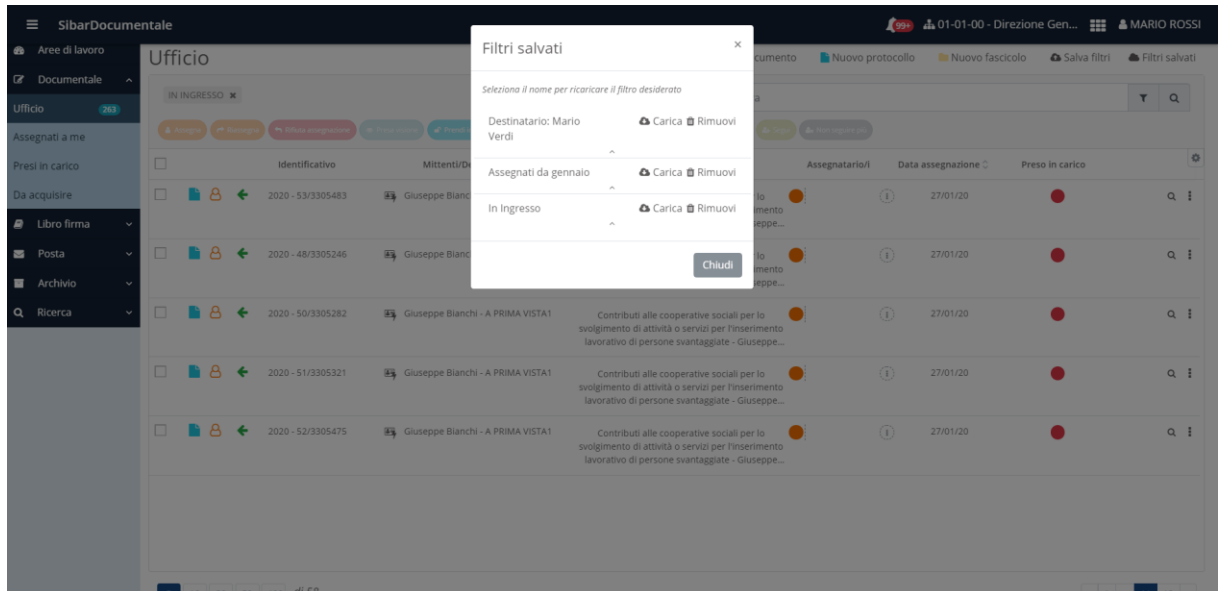 SibarDocumentale
99+ 01-01-00 - Direzione Gen... MARIO ROSSI
Aree di lavoro
Documentale
Ufficio 263
Assegnati a me
Presi in carico
Da acquisire
Libro firma
Posta
Archivio
Ricerca
Ufficio
Nuovo protocollo Nuovo fascicolo Salva filtri Filtri salvati
IN INGRESSO ×
Assegna Riassegna Rifiuta assegnazione
Identificativo Assegnatario/i Data assegnazione Preso in carico
2020 - 53/3305483 27/01/20
2020 - 48/3305246 27/01/20
2020 - 50/3305282 Giuseppe Bianchi - A PRIMA VISTA1 Contributi alle cooperative sociali per lo 27/01/20
svolgimento di attività o servizi per l'inserimento
lavorativo di persone svantaggiate - Giuseppe...
2020 - 51/3305321 Giuseppe Bianchi - A PRIMA VISTA1 Contributi alle cooperative sociali per lo 27/01/20
svolgimento di attività o servizi per l'inserimento
lavorativo di persone svantaggiate - Giuseppe...
2020 - 52/3305475 Giuseppe Bianchi - A PRIMA VISTA1 Contributi alle cooperative sociali per lo 27/01/20
svolgimento di attività o servizi per l'inserimento
lavorativo di persone svantaggiate - Giuseppe...
Filtri salvati ×
Seleziona il nome per ricaricare il filtro desiderato
Destinatario: Mario Carica Rimuovi
Verdi
Assegnati da gennaio Carica Rimuovi
In Ingresso Carica Rimuovi
Chiudi